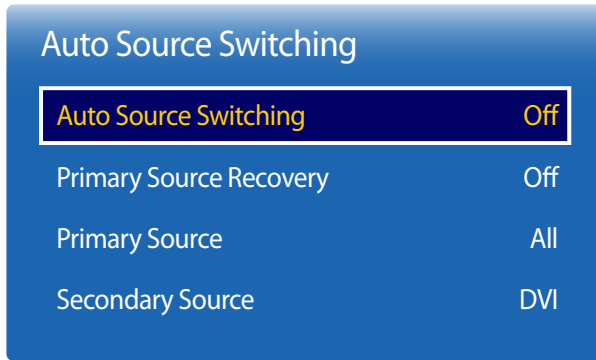 Auto Source Switching
Auto Source Switching Off
Primary Source Recovery Off
Primary Source All
Secondary Source DVI